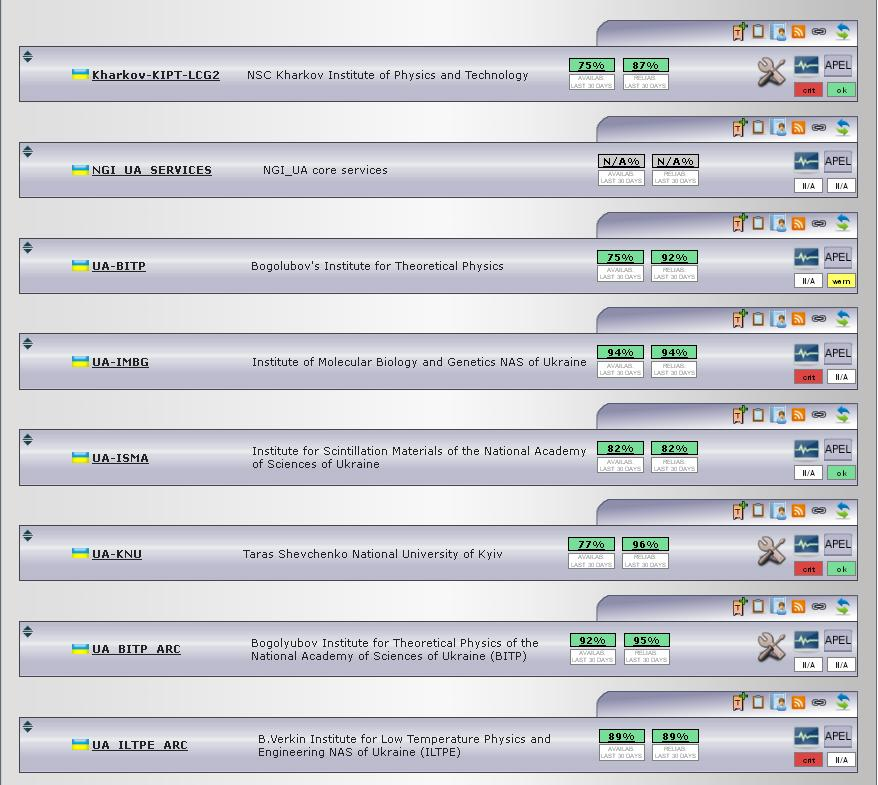 75% 87%
Kharkov-KIPT-LCG2 NSC Kharkov Institute of Physics and Technology APEL
AVAILAB. RELIAB.
LAST 30 DAYS LAST 30 DAYS
crit ok
N/A% N/A%
NGI_UA_SERVICES NGI_UA core services APEL
AVAILAB. RELIAB.
LAST 30 DAYS LAST 30 DAYS
N/A N/A
75% 92%
UA-BITP Bogolubov's Institute for Theoretical Physics APEL
AVAILAB. RELIAB.
LAST 30 DAYS LAST 30 DAYS
N/A warn
94% 94%
UA-IMBG Institute of Molecular Biology and Genetics NAS of Ukraine APEL
AVAILAB. RELIAB.
LAST 30 DAYS LAST 30 DAYS
crit N/A
82% 82%
UA-ISMA Institute for Scintillation Materials of the National Academy APEL
of Sciences of Ukraine
AVAILAB. RELIAB.
LAST 30 DAYS LAST 30 DAYS
N/A ok
77% 96%
UA-KNU Taras Shevchenko National University of Kyiv APEL
AVAILAB. RELIAB.
LAST 30 DAYS LAST 30 DAYS
crit ok
92% 95%
UA_BITP_ARC Bogolyubov Institute for Theoretical Physics of the APEL
National Academy of Sciences of Ukraine (BITP)
AVAILAB. RELIAB.
LAST 30 DAYS LAST 30 DAYS
N/A N/A
89% 89%
UA_ILTPE_ARC B.Verkin Institute for Low Temperature Physics and APEL
Engineering NAS of Ukraine (ILTPE)
AVAILAB. RELIAB.
LAST 30 DAYS LAST 30 DAYS
crit N/A